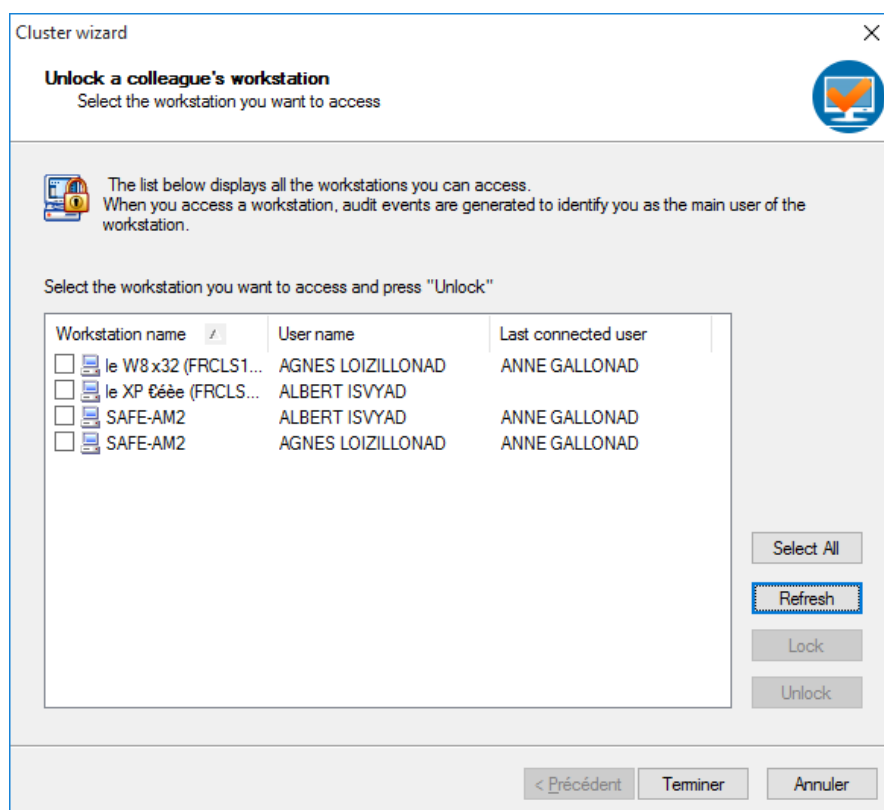 Cluster wizard
Unlock a colleague's workstation
Select the workstation you want to access
The list below displays all the workstations you can access.
When you access a workstation, audit events are generated to identify you as the main user of the
workstation.
Select the workstation you want to access and press "Unlock"
Workstation name User name Last connected user
le W8 x32 (FRCLS1... AGNES LOIZILLONAD ANNE GALLONAD
le XP €éèe (FRCLS... ALBERT ISVYAD
SAFE-AM2 ALBERT ISVYAD ANNE GALLONAD
SAFE-AM2 AGNES LOIZILLONAD ANNE GALLONAD
Select All
Refresh
Lock
Unlock
< Précédent Terminer Annuler